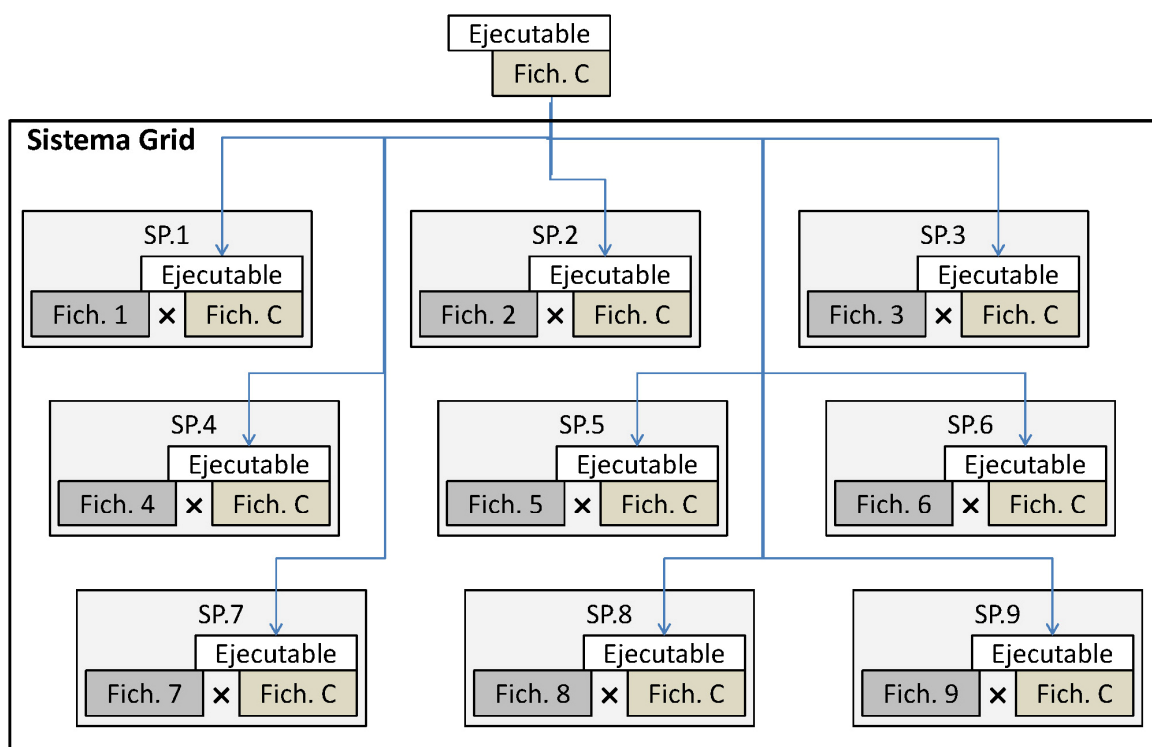 Ejecutable
Fich. C
Sistema Grid
SP.1
Ejecutable
Fich. 1 × Fich. C
SP.2
Ejecutable
Fich. 2 × Fich. C
SP.3
Ejecutable
Fich. 3 × Fich. C
SP.4
Ejecutable
Fich. 4 × Fich. C
SP.5
Ejecutable
Fich. 5 × Fich. C
SP.6
Ejecutable
Fich. 6 × Fich. C
SP.7
Ejecutable
Fich. 7 × Fich. C
SP.8
Ejecutable
Fich. 8 × Fich. C
SP.9
Ejecutable
Fich. 9 × Fich. C